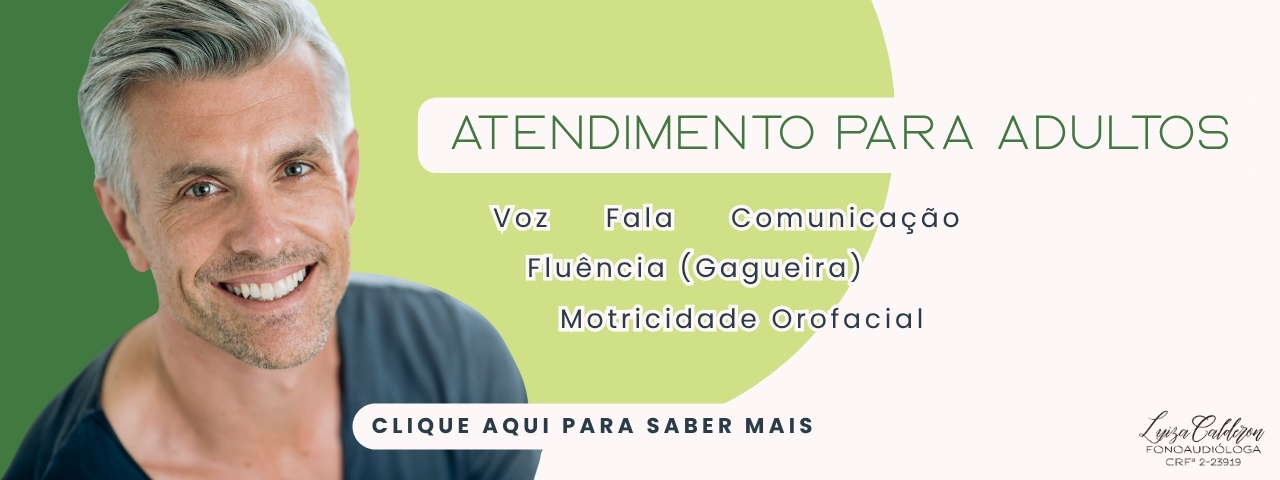 ATENDIMENTO PARA ADULTOS
Voz Fala Comunicação
Fluência (Gagueira)
Motricidade Orofacial
CLIQUE AQUI PARA SABER MAIS
Luiza Calderon
FONOAUDIÓLOGA
CRFª 2-23919